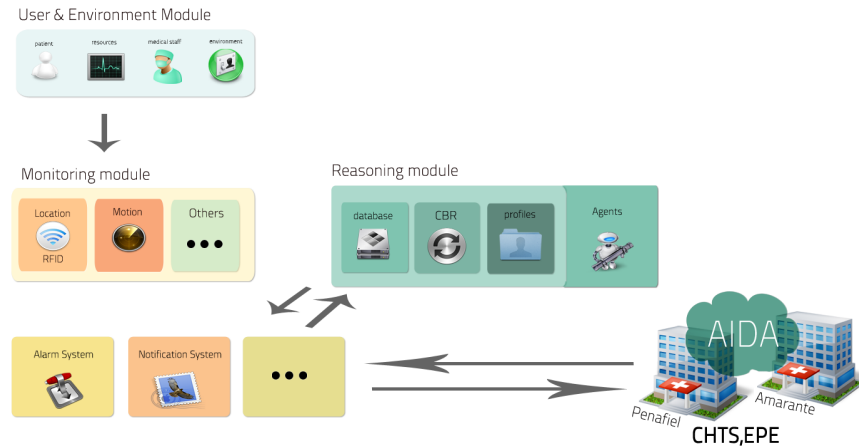 User & Environment Module
patient
resources
medical staff
environment
Monitoring module
Location
RFID
Motion
Others
Reasoning module
database
CBR
profiles
Agents
Alarm System
Notification System
AIDA
Penafiel
Amarante
CHTS,EPE